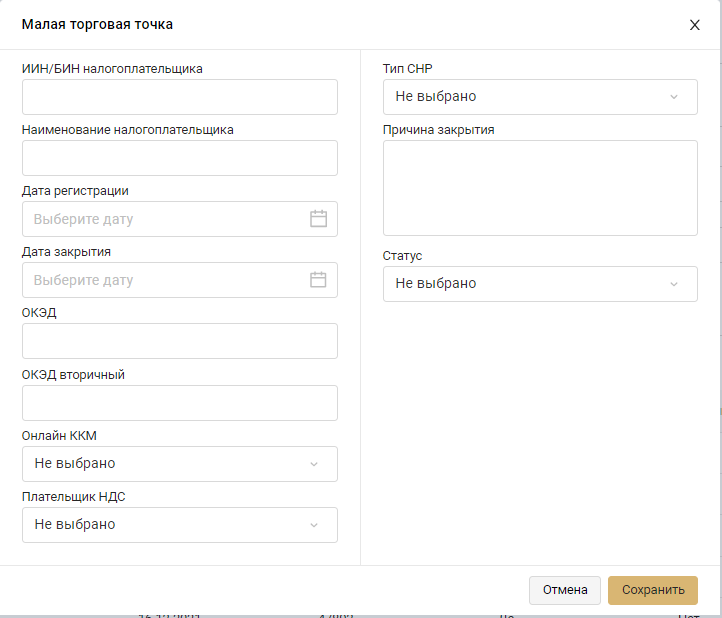 Малая торговая точка
ИИН/БИН налогоплательщика
Наименование налогоплательщика
Дата регистрации
Выберите дату
Дата закрытия
Выберите дату
ОКЭД
ОКЭД вторичный
Онлайн ККМ
Не выбрано
Плательщик НДС
Не выбрано
Тип СНР
Не выбрано
Причина закрытия
Статус
Не выбрано
Отмена
Сохранить